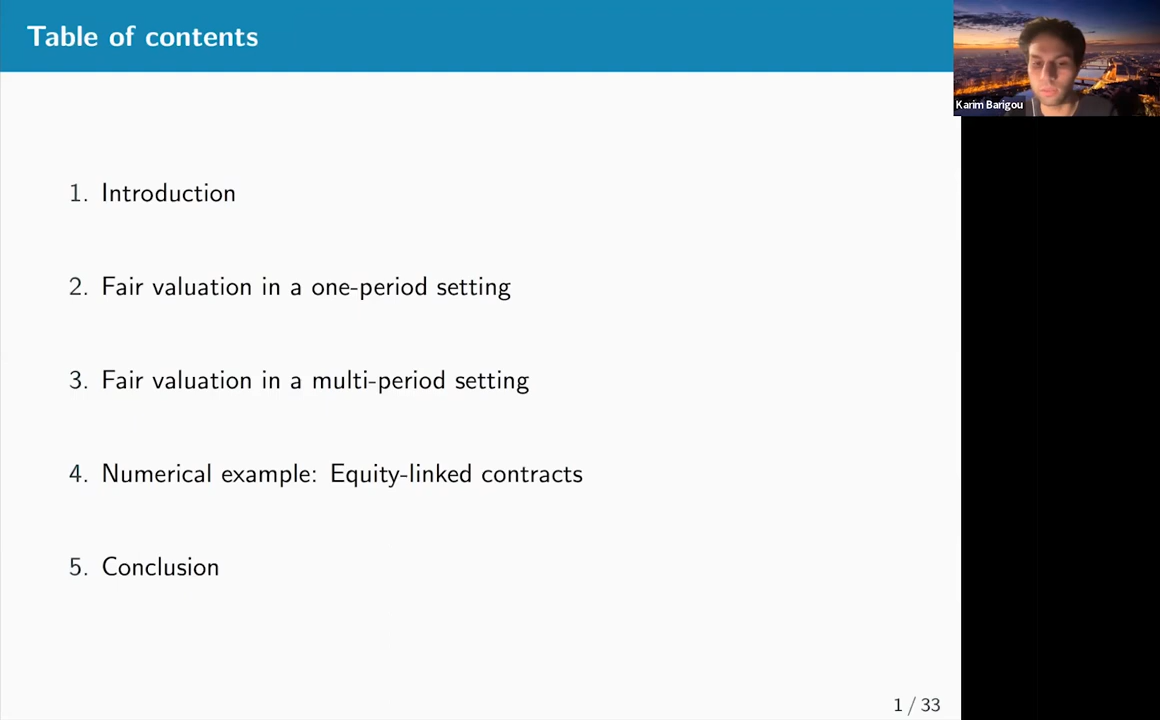 Table of contents
Karim Barigou
1. Introduction
2. Fair valuation in a one-period setting
3. Fair valuation in a multi-period setting
4. Numerical example: Equity-linked contracts
5. Conclusion
1 / 33